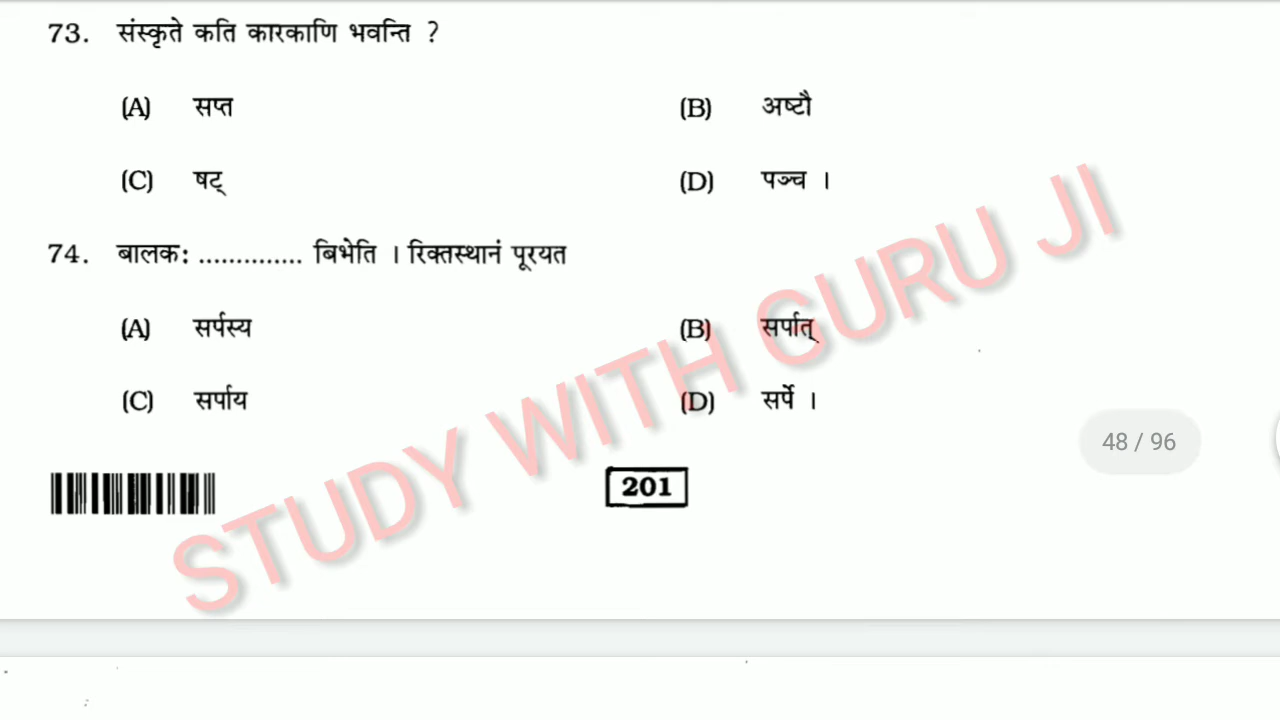 73. संस्कृते कति कारकाणि भवन्ति ?
(A) सप्त (B) अष्टौ
(C) षट् (D) पञ्च ।
74. बालकः .............. बिभेति । रिक्तस्थानं पूरयत
(A) सर्पस्य (B) सर्पात्
(C) सर्पाय (D) सर्पे ।
48 / 96
201
STUDY WITH GURU JI